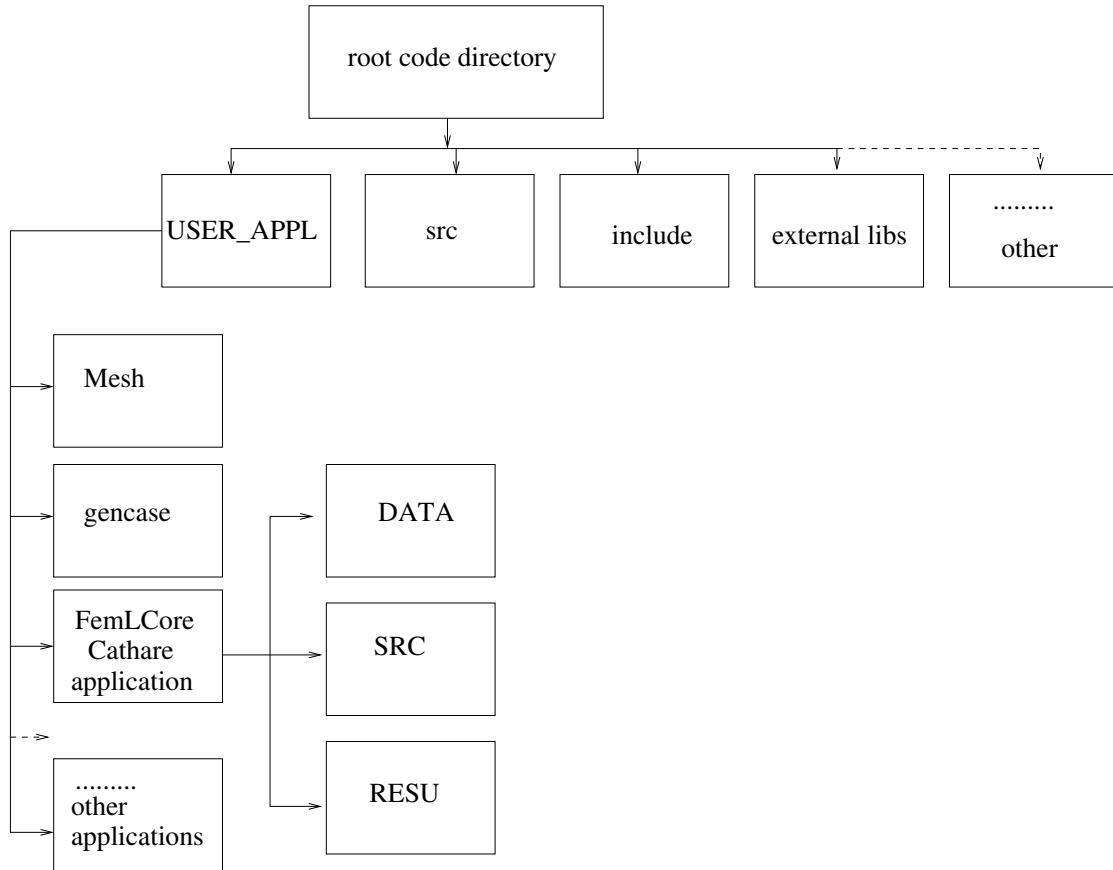 root code directory
USER_APPL
src
include
external libs
.........
other
Mesh
gencase
DATA
FemLCore
Cathare
application
SRC
.........
other
applications
RESU